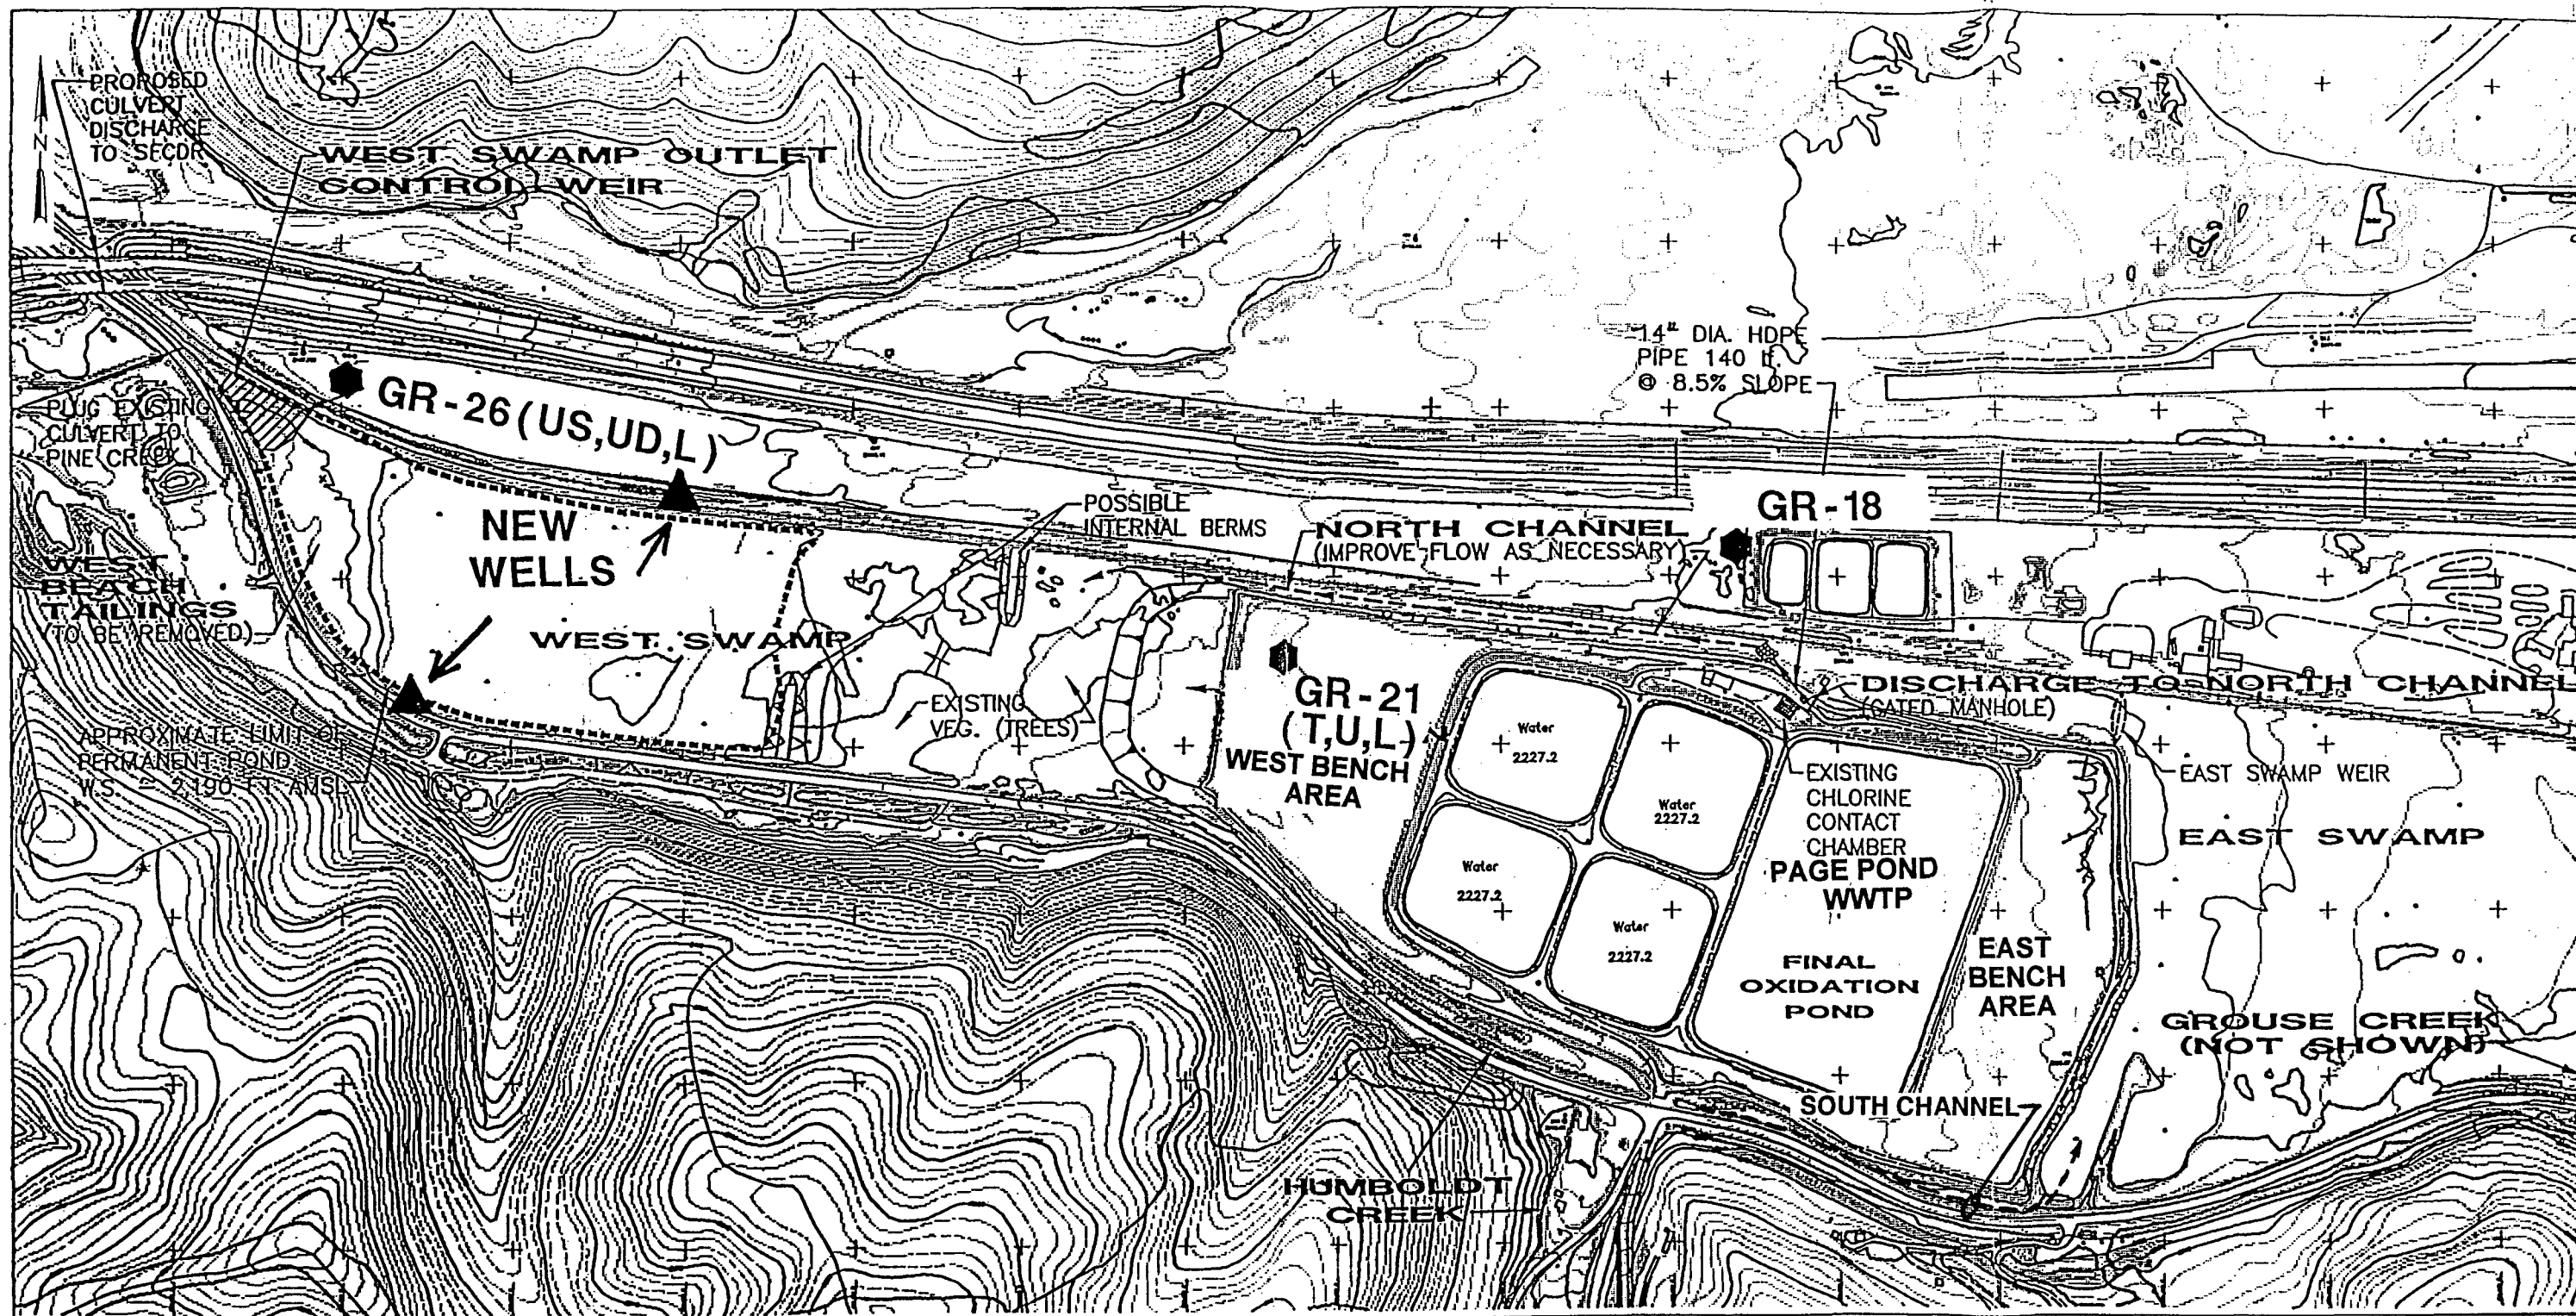 PROPOSED
CULVERT
DISCHARGE
TO SFCDR
N
WEST SWAMP OUTLET
CONTROL WEIR
14" DIA. HDPE
PIPE 140 lf.
@ 8.5% SLOPE
GR-26(US,UD,L)
PLUG EXISTING
CULVERT TO
PINE CREEK
NEW
WELLS
POSSIBLE
INTERNAL BERMS
NORTH CHANNEL
(IMPROVE FLOW AS NECESSARY)
GR-18
WEST
BEACH
TAILINGS
(TO BE REMOVED)
WEST SWAMP
EXISTING
VEG. (TREES)
GR-21
(T,U,L)
WEST BENCH
AREA
DISCHARGE TO NORTH CHANNEL
(GATED MANHOLE)
APPROXIMATE LIMIT OF
PERMANENT POND
W.S. = 2190 FT AMSL
Water
2227.2
Water
2227.2
Water
2227.2
Water
2227.2
EXISTING
CHLORINE
CONTACT
CHAMBER
PAGE POND
WWTP
FINAL
OXIDATION
POND
EAST SWAMP WEIR
EAST SWAMP
EAST
BENCH
AREA
GROUSE CREEK
(NOT SHOWN)
SOUTH CHANNEL
HUMBOLDT
CREEK